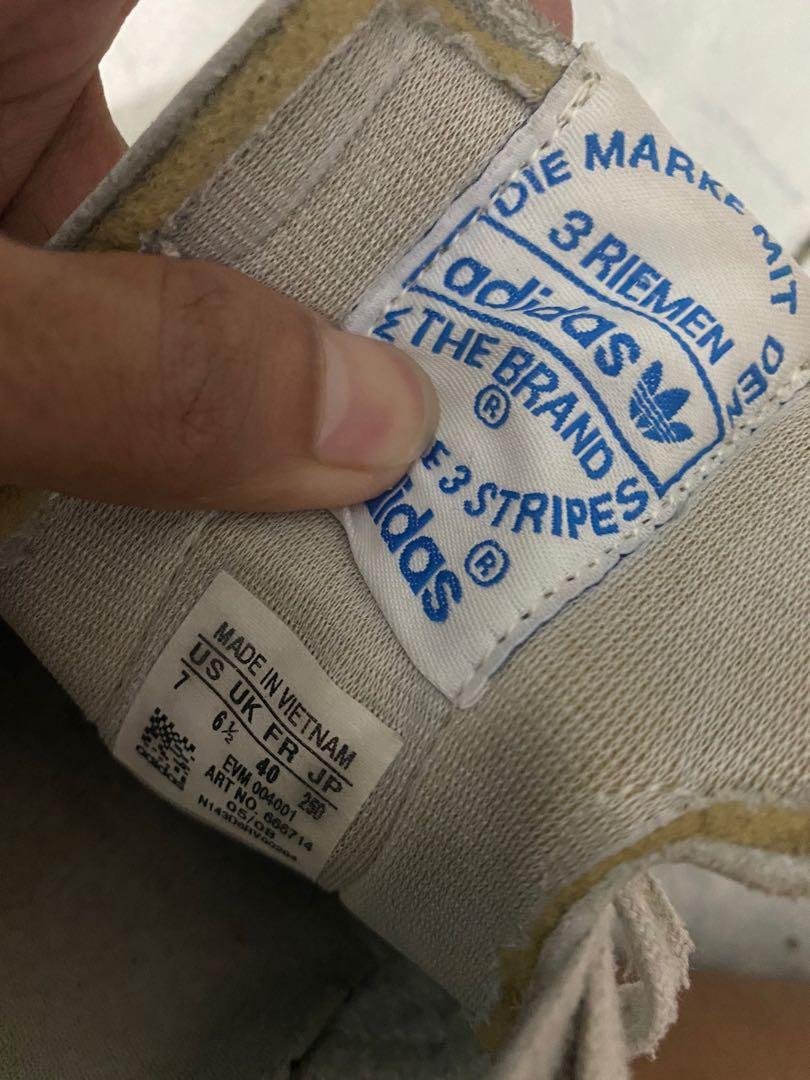 DIE MARKE MIT DEN
3 RIEMEN
adidas
THE BRAND
®
3 STRIPES
®
MADE IN VIETNAM
US UK FR JP
7 6½ 40 250
EVM 004001
ART NO 666714
05/08
adidas